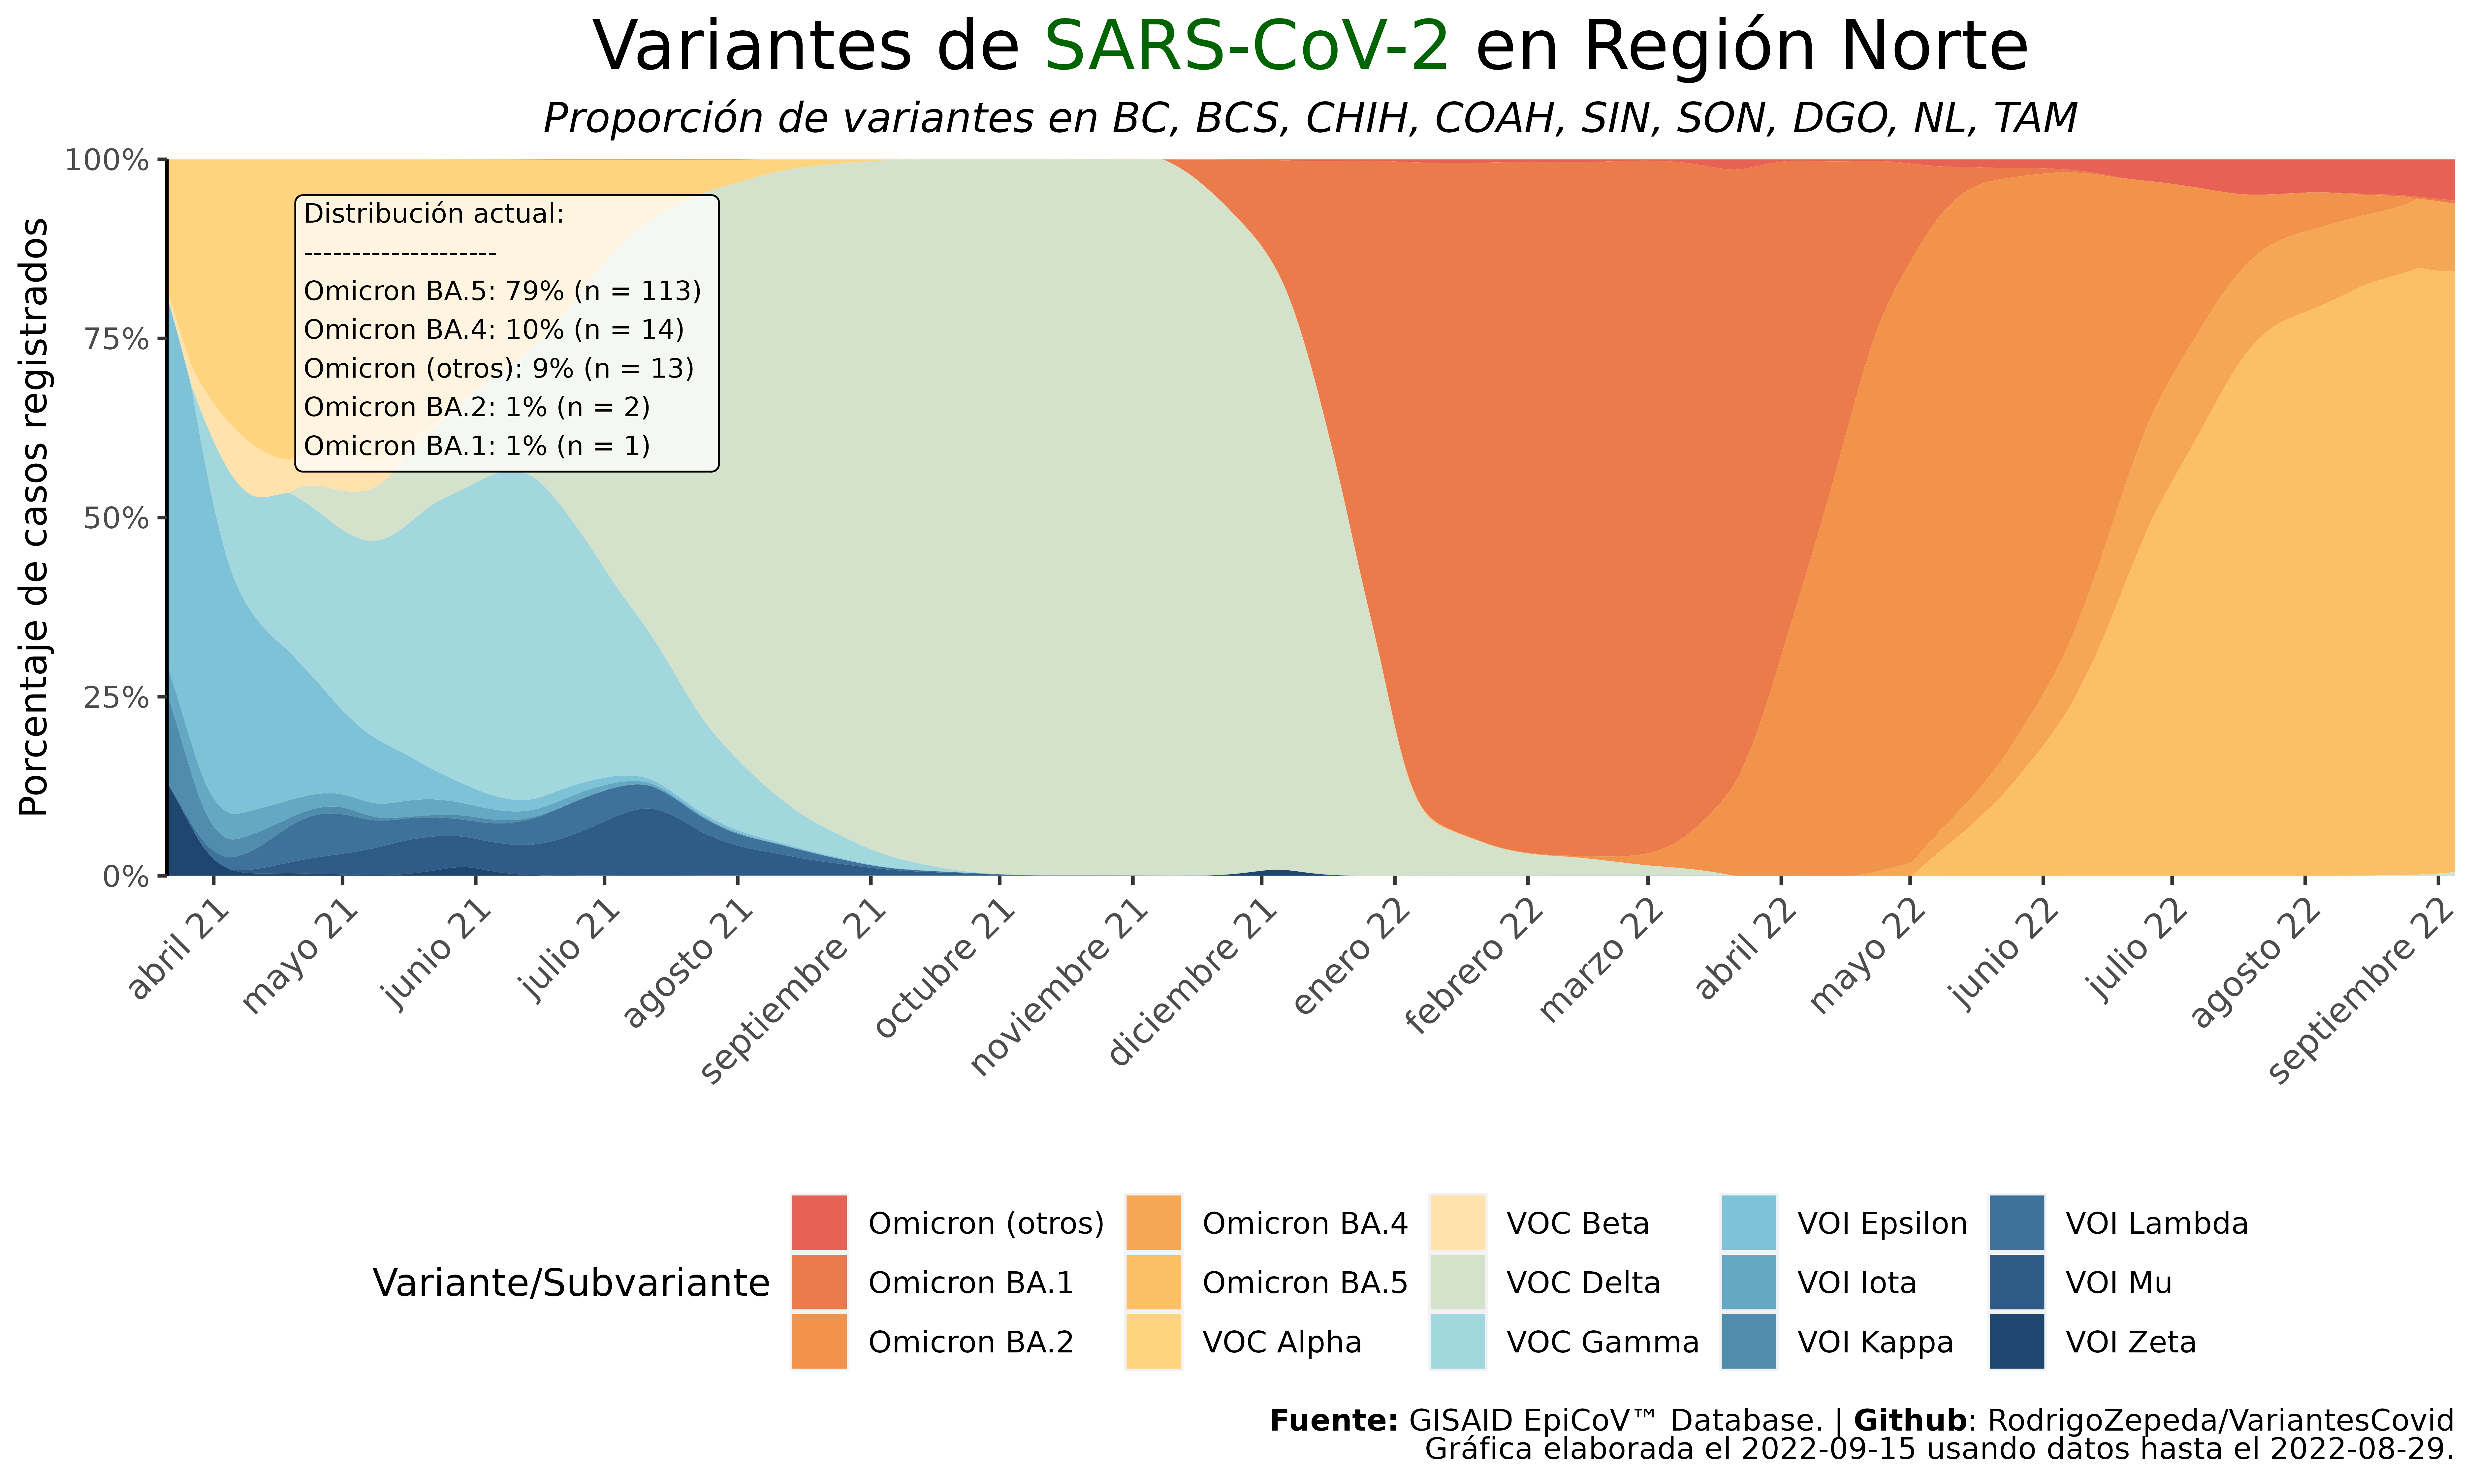 Variantes de SARS-CoV-2 en Región Norte
Proporción de variantes en BC, BCS, CHIH, COAH, SIN, SON, DGO, NL, TAM
Porcentaje de casos registrados
100%
75%
50%
25%
0%
Distribución actual:
--------------------
Omicron BA.5: 79% (n = 113)
Omicron BA.4: 10% (n = 14)
Omicron (otros): 9% (n = 13)
Omicron BA.2: 1% (n = 2)
Omicron BA.1: 1% (n = 1)
abril 21
mayo 21
junio 21
julio 21
agosto 21
septiembre 21
octubre 21
noviembre 21
diciembre 21
enero 22
febrero 22
marzo 22
abril 22
mayo 22
junio 22
julio 22
agosto 22
septiembre 22
Variante/Subvariante
Omicron (otros)
Omicron BA.1
Omicron BA.2
Omicron BA.4
Omicron BA.5
VOC Alpha
VOC Beta
VOC Delta
VOC Gamma
VOI Epsilon
VOI Iota
VOI Kappa
VOI Lambda
VOI Mu
VOI Zeta
Fuente: GISAID EpiCoV™ Database. | Github: RodrigoZepeda/VariantesCovid
Gráfica elaborada el 2022-09-15 usando datos hasta el 2022-08-29.